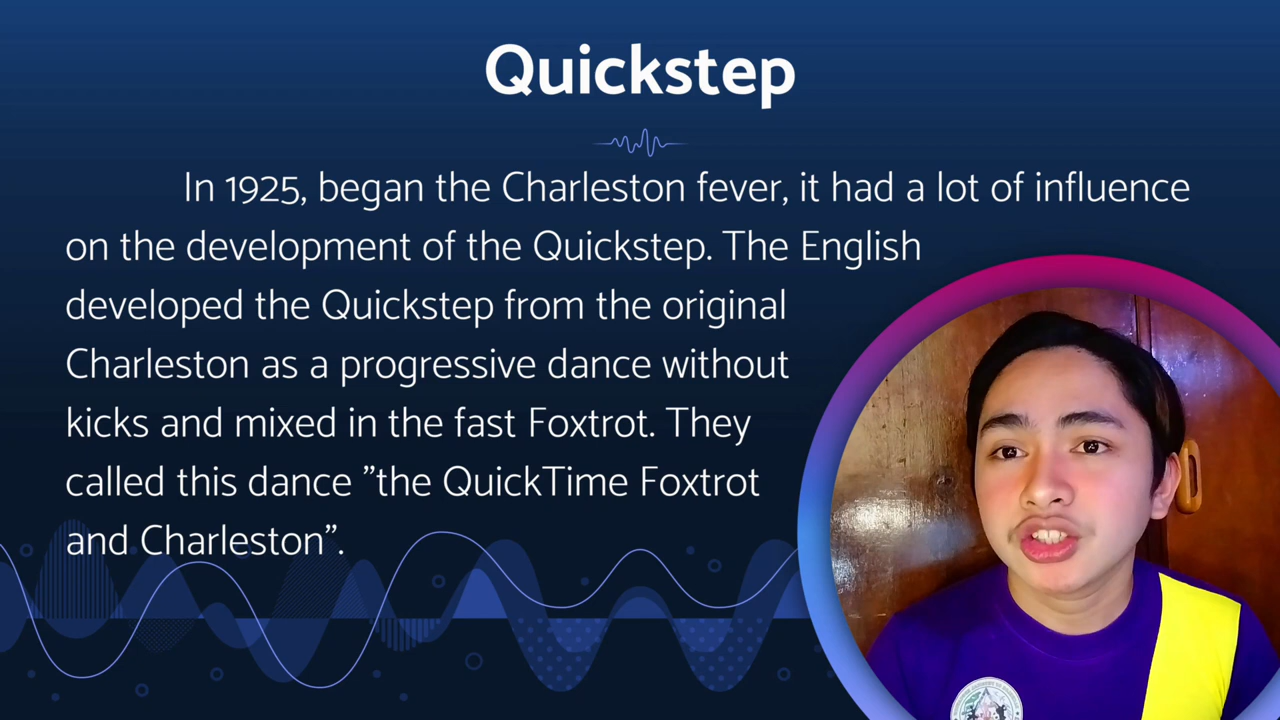 Quickstep
In 1925, began the Charleston fever, it had a lot of influence
on the development of the Quickstep. The English
developed the Quickstep from the original
Charleston as a progressive dance without
kicks and mixed in the fast Foxtrot. They
called this dance ”the QuickTime Foxtrot
and Charleston”.